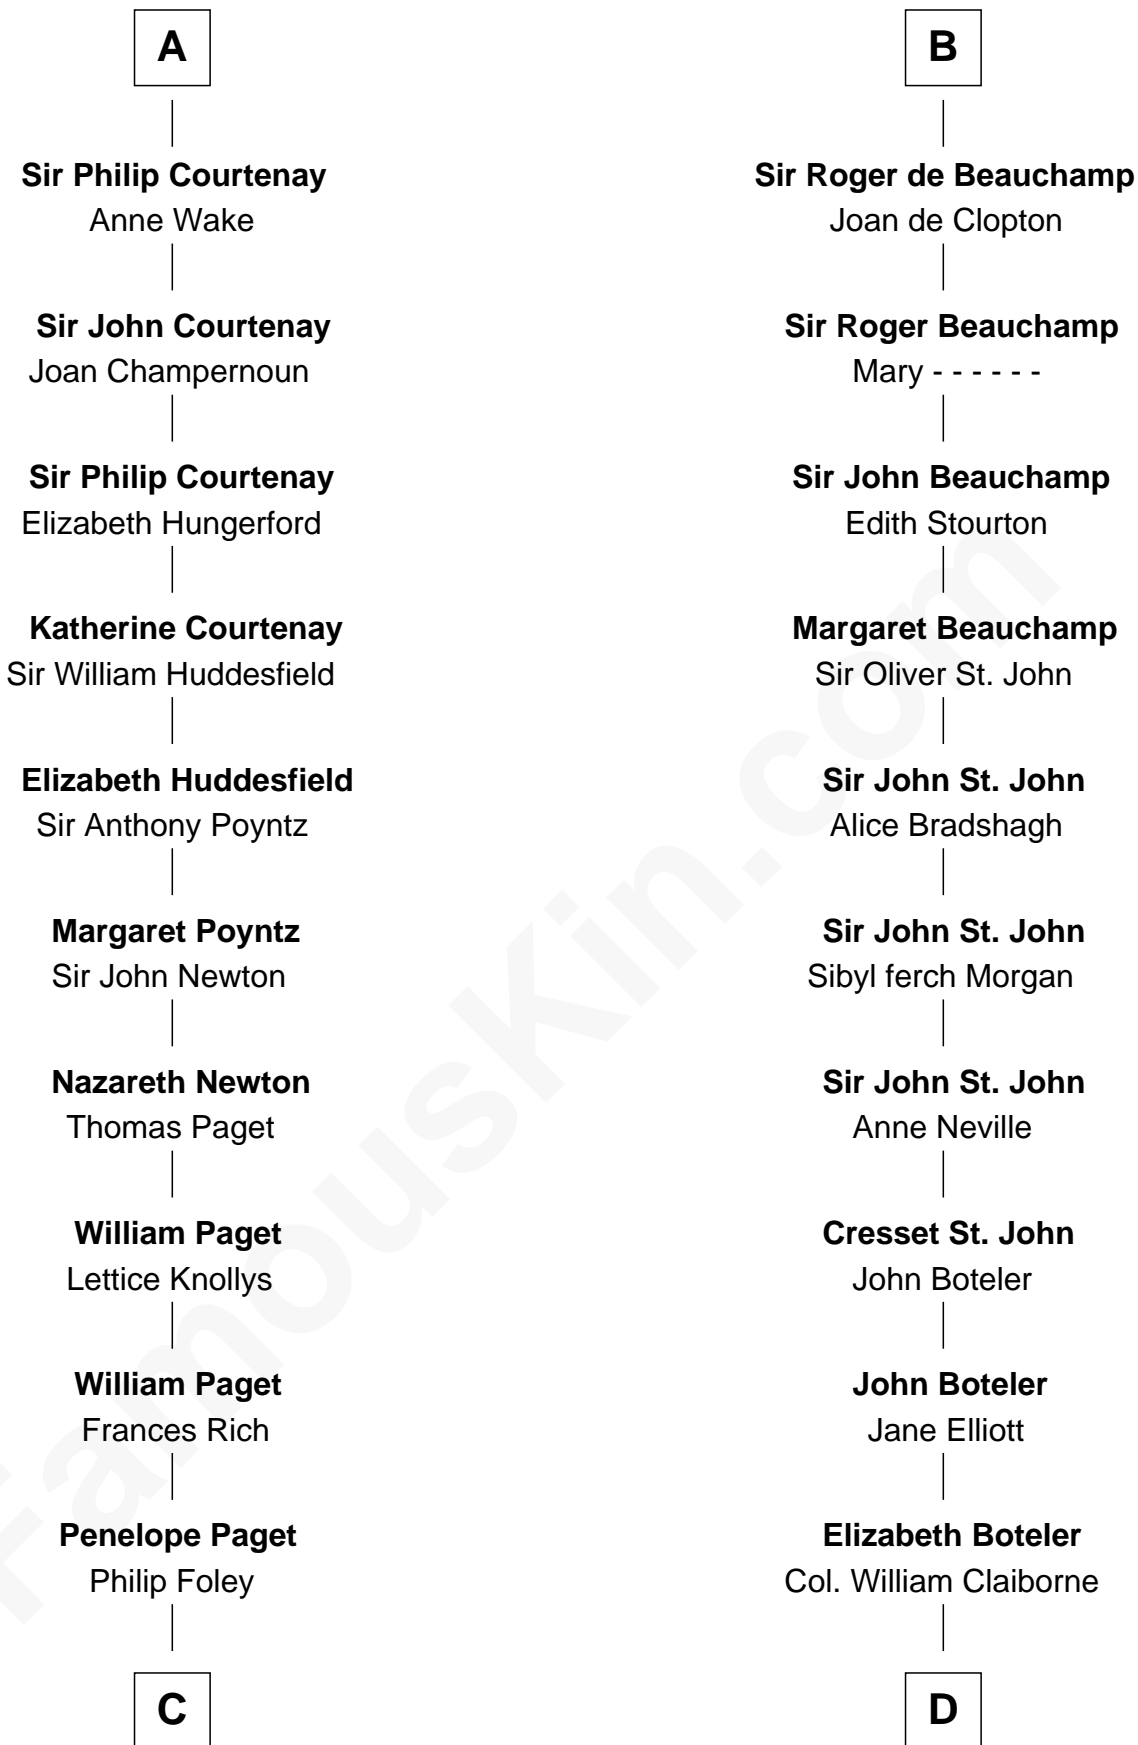 A
Sir Philip Courtenay
Anne Wake
Sir John Courtenay
Joan Champernoun
Sir Philip Courtenay
Elizabeth Hungerford
Katherine Courtenay
Sir William Huddesfield
Elizabeth Huddesfield
Sir Anthony Poyntz
Margaret Poyntz
Sir John Newton
Nazareth Newton
Thomas Paget
William Paget
Lettice Knollys
William Paget
Frances Rich
Penelope Paget
Philip Foley
C
B
Sir Roger de Beauchamp
Joan de Clopton
Sir Roger Beauchamp
Mary - - - - - -
Sir John Beauchamp
Edith Stourton
Margaret Beauchamp
Sir Oliver St. John
Sir John St. John
Alice Bradshagh
Sir John St. John
Sibyl ferch Morgan
Sir John St. John
Anne Neville
Cresset St. John
John Boteler
John Boteler
Jane Elliott
Elizabeth Boteler
Col. William Claiborne
D
FamousKin.com